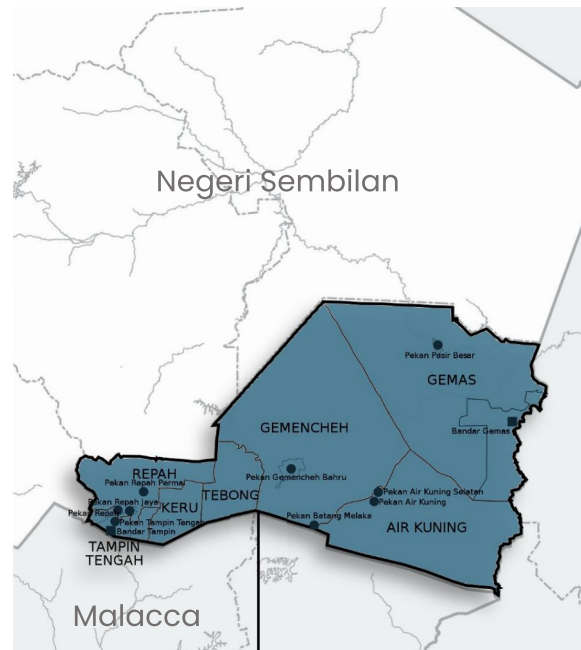 Negeri Sembilan
Pekan Pasir Besar
GEMAS
GEMENCHEH
Bandar Gemas
REPAH
Pekan Gemencheh Bahru
Pekan Repah Permai
TEBONG
Pekan Air Kuning Selatan
Pekan Repah Jaya
KERU
Pekan Air Kuning
Pekan Repah
Pekan Batang Melaka
Pekan Tampin Tengah
AIR KUNING
Bandar Tampin
TAMPIN
TENGAH
Malacca